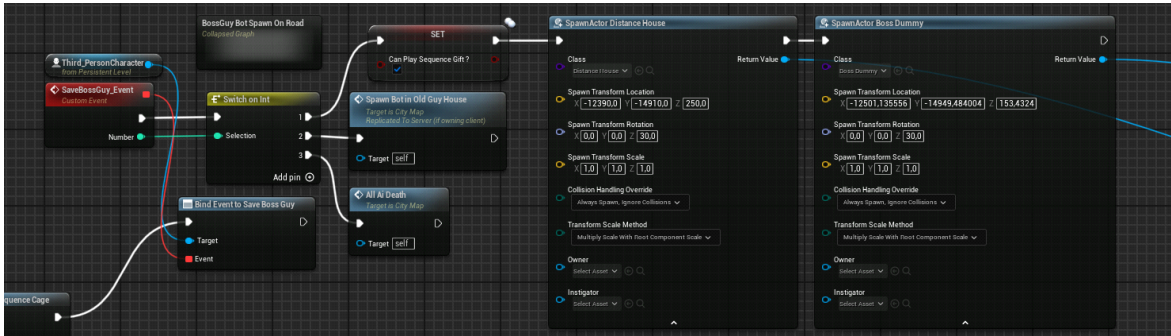 BossGuy Bot Spawn On Road
Collapsed Graph
Third_PersonCharacter
from Persistent Level
SaveBossGuy_Event
Custom Event
Number
Switch on Int
Selection
1
2
3
Add pin
Bind Event to Save Boss Guy
Target
Event
quence Cage
SET
Can Play Sequence Gift ?
Spawn Bot in Old Guy House
Target is City Map
Replicated To Server (if owning client)
Target self
All Ai Death
Target is City Map
Target self
SpawnActor Distance House
Class
Distance House
Return Value
Spawn Transform Location
X -12390,0 Y -14910,0 Z 250,0
Spawn Transform Rotation
X 0,0 Y 0,0 Z 30,0
Spawn Transform Scale
X 1,0 Y 1,0 Z 1,0
Collision Handling Override
Always Spawn, Ignore Collisions
Transform Scale Method
Multiply Scale With Root Component Scale
Owner
Select Asset
Instigator
Select Asset
SpawnActor Boss Dummy
Class
Boss Dummy
Return Value
Spawn Transform Location
X -12501,135556 Y -14949,484004 Z 153,4324
Spawn Transform Rotation
X 0,0 Y 0,0 Z 30,0
Spawn Transform Scale
X 1,0 Y 1,0 Z 1,0
Collision Handling Override
Always Spawn, Ignore Collisions
Transform Scale Method
Multiply Scale With Root Component Scale
Owner
Select Asset
Instigator
Select Asset